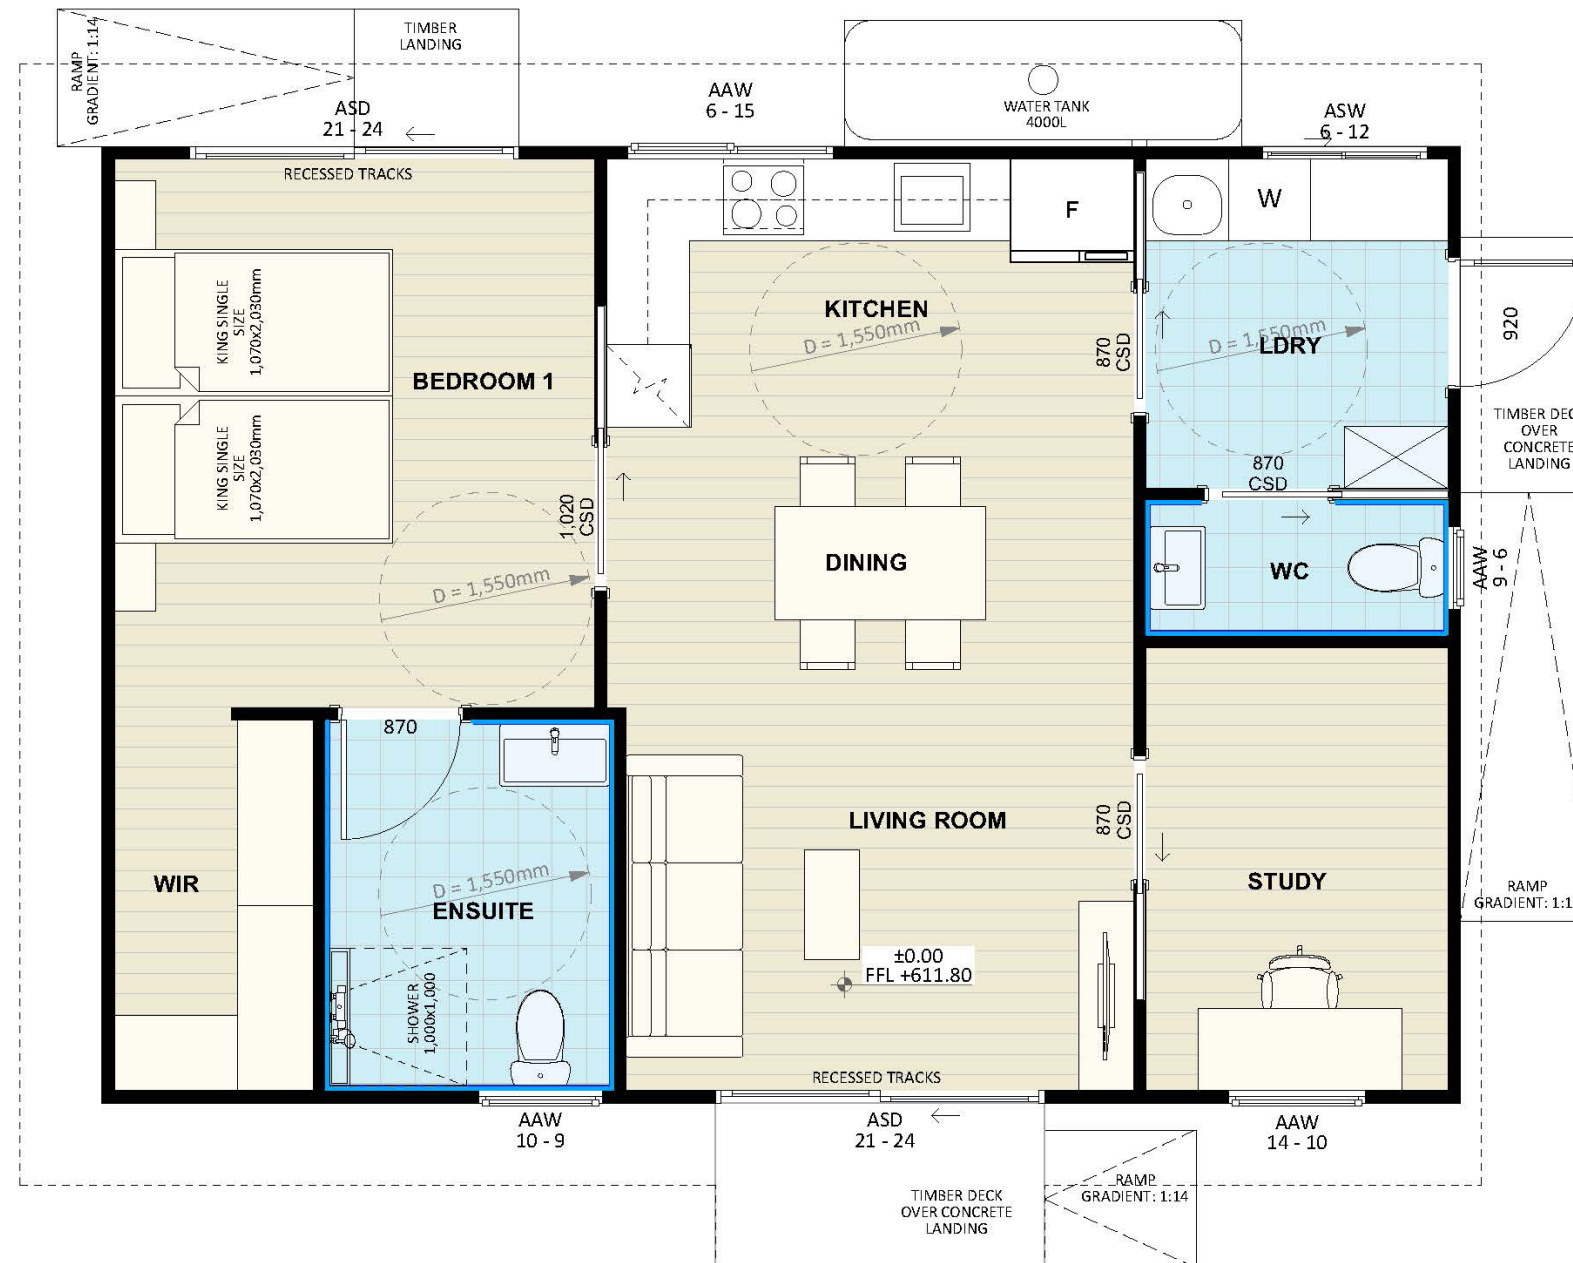 RAMP
GRADIENT: 1:14
TIMBER
LANDING
ASD
21 - 24
RECESSED TRACKS
AAW
6 - 15
WATER TANK
4000L
ASW
6 - 12
F
W
KING SINGLE
SIZE
1,070x2,030mm
BEDROOM 1
KITCHEN
D = 1,550mm
870
CSD
D = 1,550mm
LDRY
920
KING SINGLE
SIZE
1,070x2,030mm
TIMBER DEC
OVER
CONCRETE
LANDING
870
CSD
1,020
CSD
D = 1,550mm
DINING
WC
AAW
9 - 6
870
LIVING ROOM
870
CSD
WIR
D = 1,550mm
ENSUITE
STUDY
RAMP
GRADIENT: 1:1
±0.00
FFL +611.80
SHOWER
1,000x1,000
RECESSED TRACKS
AAW
10 - 9
ASD
21 - 24
AAW
14 - 10
TIMBER DECK
OVER CONCRETE
LANDING
RAMP
GRADIENT: 1:14